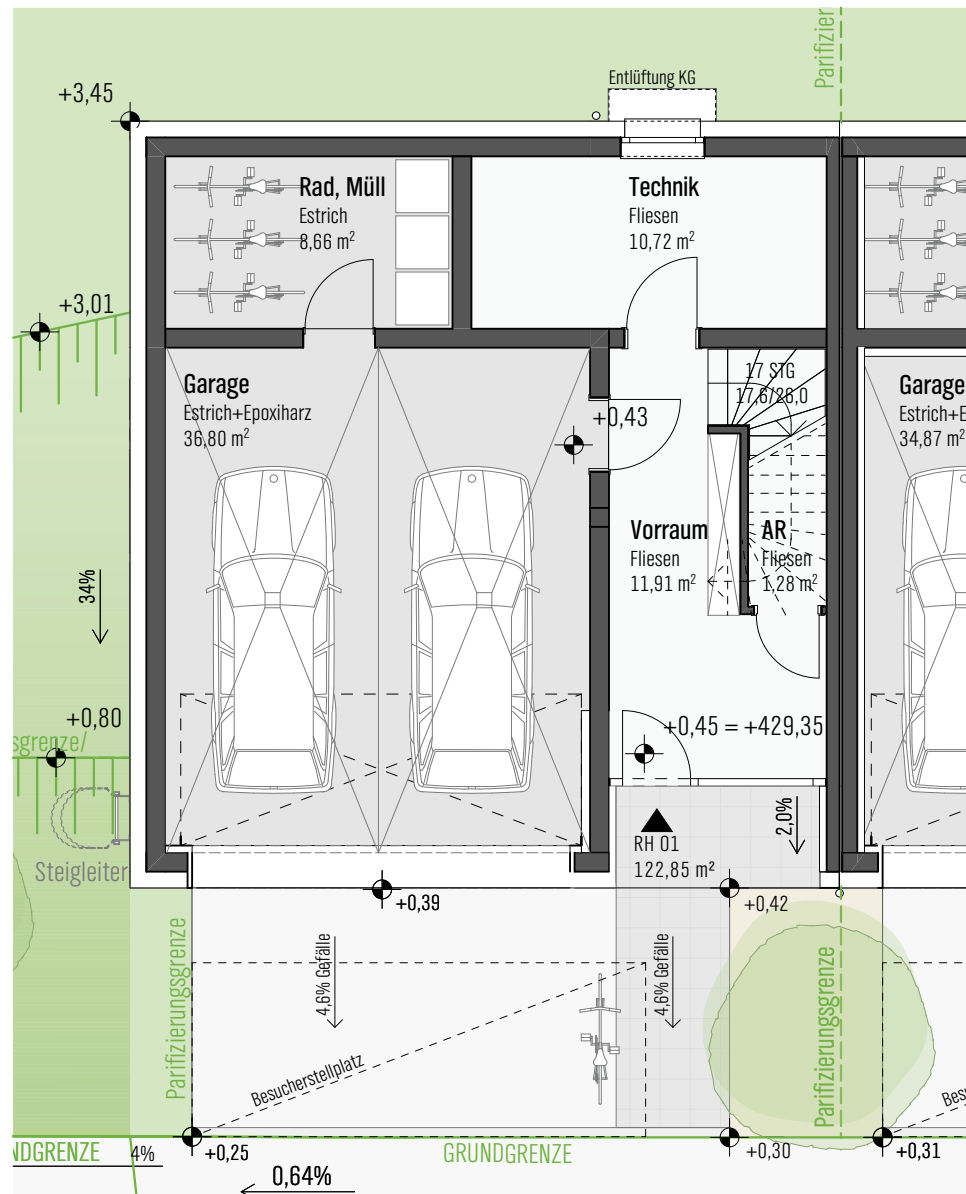 Parifizier
Entlüftung KG
+3,45
Rad, Müll
Estrich
8,66 m²
Technik
Fliesen
10,72 m²
+3,01
Garage
Estrich+Epoxiharz
36,80 m²
+0,43
17 STG
17,6/26,0
Garage
Estrich+E
34,87 m²
Vorraum
Fliesen
11,91 m²
AR
Fliesen
1,28 m²
34%
+0,80
sgrenze/
+0,45 = +429,35
2,0%
RH 01
122,85 m²
Steigleiter
+0,39
+0,42
Parifizierungsgrenze
4,6% Gefälle
4,6% Gefälle
Parifizierungsgrenze
Besucherstellplatz
Bes
NDGRENZE
4%
+0,25
GRUNDGRENZE
+0,30
+0,31
0,64%